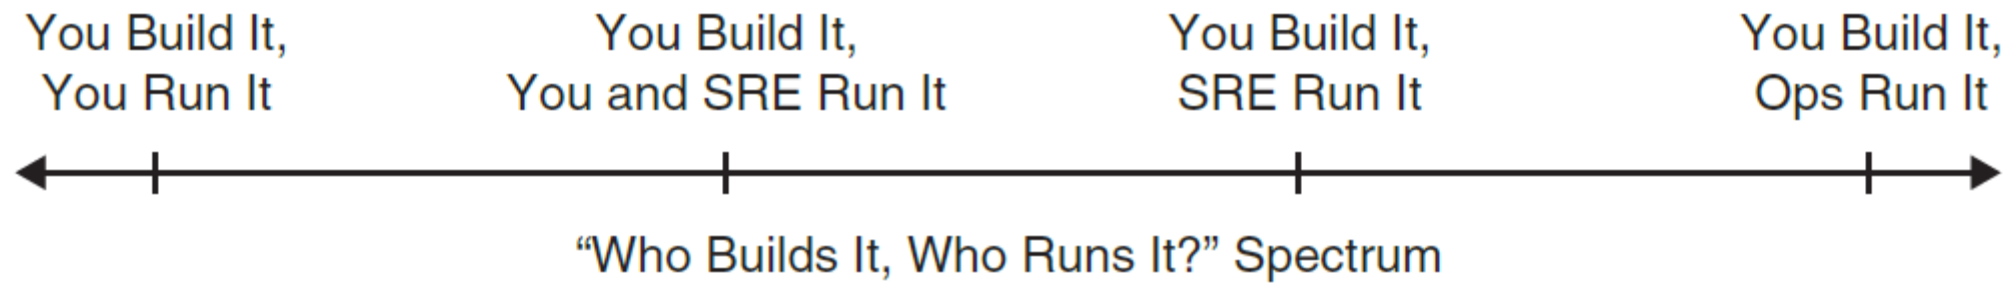 You Build It,
You Run It
You Build It,
You and SRE Run It
You Build It,
SRE Run It
You Build It,
Ops Run It
“Who Builds It, Who Runs It?” Spectrum